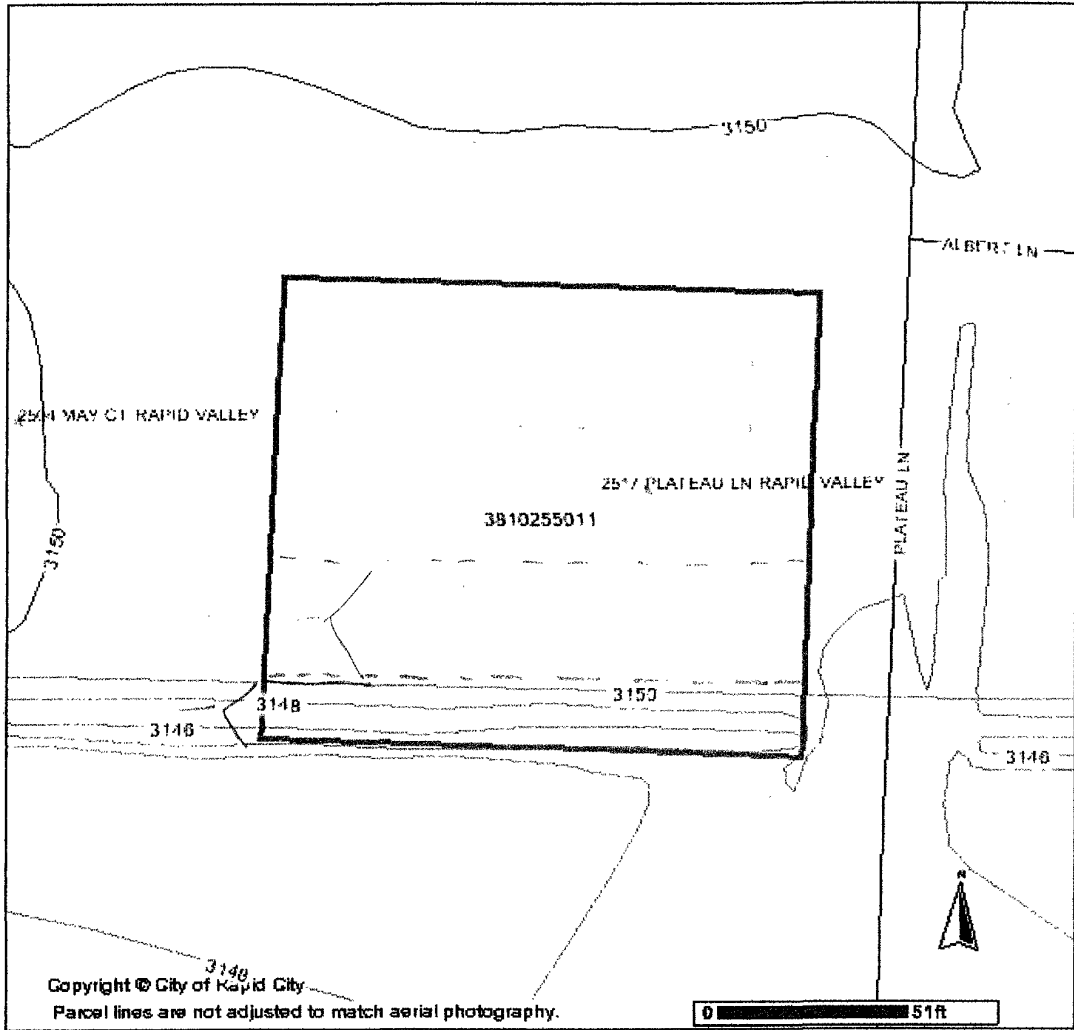 3150
ALBERT LN
MAY CT RAPID VALLEY
PLATEAU LN RAPID VALLEY
3810255011
PLATEAU LN
3150
3150
3148
3146
3146
3148
N
Copyright © City of Rapid City
Parcel lines are not adjusted to match aerial photography.
0 51ft